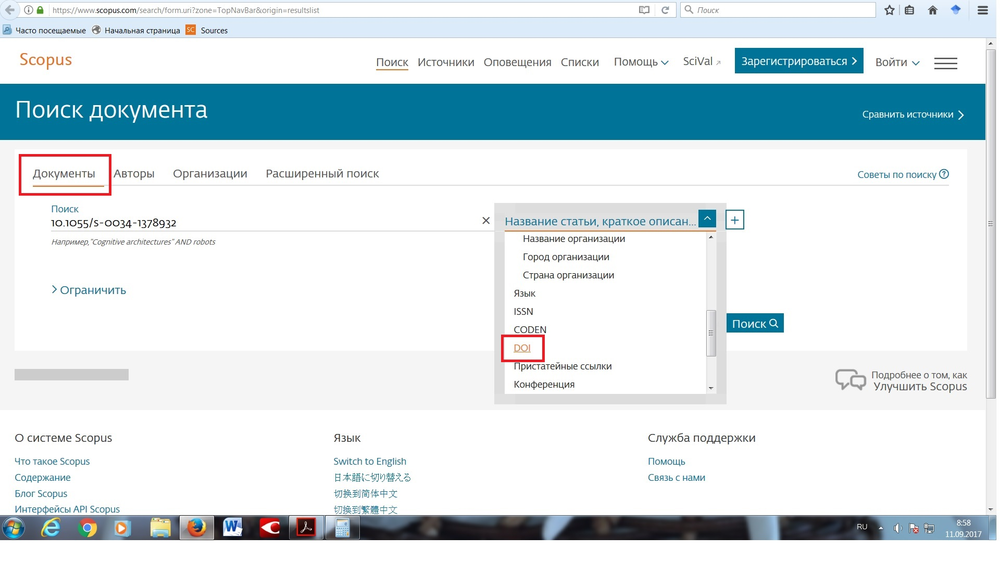 https://www.scopus.com/search/form.uri?zone=TopNavBar&origin=resultslist
Поиск
Часто посещаемые
Начальная страница
SC Sources
Scopus
Поиск
Источники
Оповещения
Списки
Помощь
SciVal
Зарегистрироваться
Войти
Поиск документа
Сравнить источники
Документы
Авторы
Организации
Расширенный поиск
Советы по поиску ?
Поиск
10.1055/s-0034-1378932
Например,"Cognitive architectures" AND robots
Название статьи, краткое описан...
Название организации
Город организации
Страна организации
Язык
ISSN
CODEN
DOI
Пристатейные ссылки
Конференция
Ограничить
Поиск
Подробнее о том, как
Улучшить Scopus
О системе Scopus
Что такое Scopus
Содержание
Блог Scopus
Интерфейсы API Scopus
Язык
Switch to English
日本語に切り替える
切换到简体中文
切換到繁體中文
Служба поддержки
Помощь
Связь с нами
RU
8:58
11.09.2017